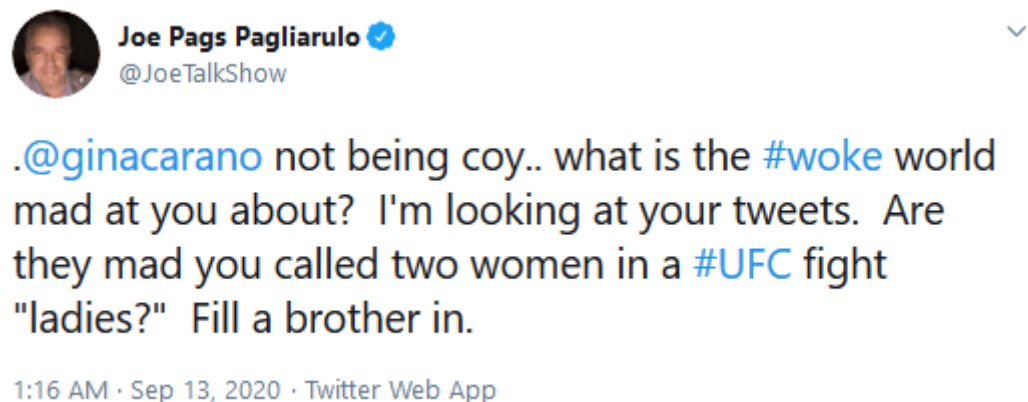 Joe Pags Pagliarulo
@JoeTalkShow
.@ginacarano not being coy.. what is the #woke world
mad at you about?  I'm looking at your tweets.  Are
they mad you called two women in a #UFC fight
"ladies?"  Fill a brother in.
1:16 AM · Sep 13, 2020 · Twitter Web App